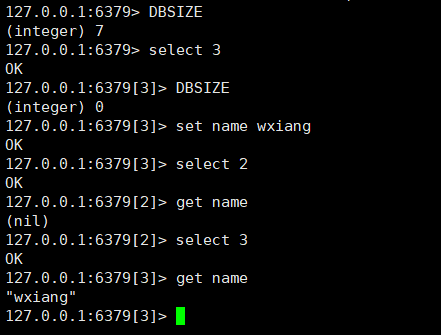 127.0.0.1:6379> DBSIZE
(integer) 7
127.0.0.1:6379> select 3
OK
127.0.0.1:6379[3]> DBSIZE
(integer) 0
127.0.0.1:6379[3]> set name wxiang
OK
127.0.0.1:6379[3]> select 2
OK
127.0.0.1:6379[2]> get name
(nil)
127.0.0.1:6379[2]> select 3
OK
127.0.0.1:6379[3]> get name
"wxiang"
127.0.0.1:6379[3]>